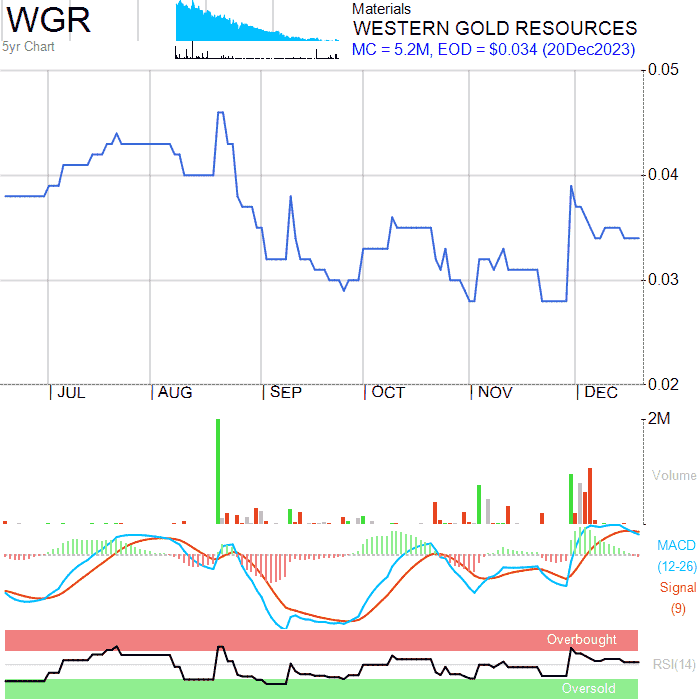 WGR
5yr Chart
Materials
WESTERN GOLD RESOURCES
MC = 5.2M, EOD = $0.034 (20Dec2023)
0.05
0.04
0.03
0.02
JUL AUG SEP OCT NOV DEC
2M
Volume
MACD
(12-26)
Signal
(9)
Overbought
RSI(14)
Oversold